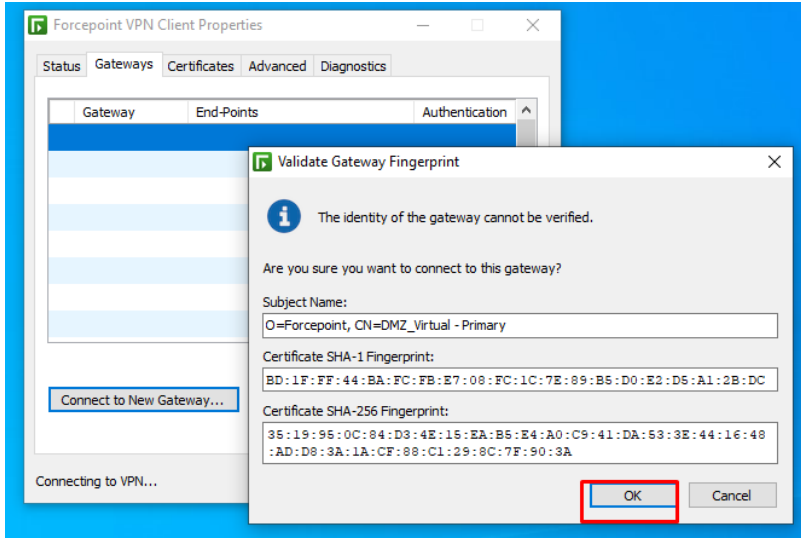 Forcepoint VPN Client Properties
Status Gateways Certificates Advanced Diagnostics
Gateway End-Points Authentication
Connect to New Gateway...
Connecting to VPN...
Validate Gateway Fingerprint
The identity of the gateway cannot be verified.
Are you sure you want to connect to this gateway?
Subject Name:
O=Forcepoint, CN=DMZ_Virtual - Primary
Certificate SHA-1 Fingerprint:
BD:1F:FF:44:BA:FC:FB:E7:08:FC:1C:7E:89:B5:D0:E2:D5:A1:2B:DC
Certificate SHA-256 Fingerprint:
35:19:95:0C:84:D3:4E:15:EA:B5:E4:A0:C9:41:DA:53:3E:44:16:48
:AD:D8:3A:1A:CF:88:C1:29:8C:7F:90:3A
OK Cancel